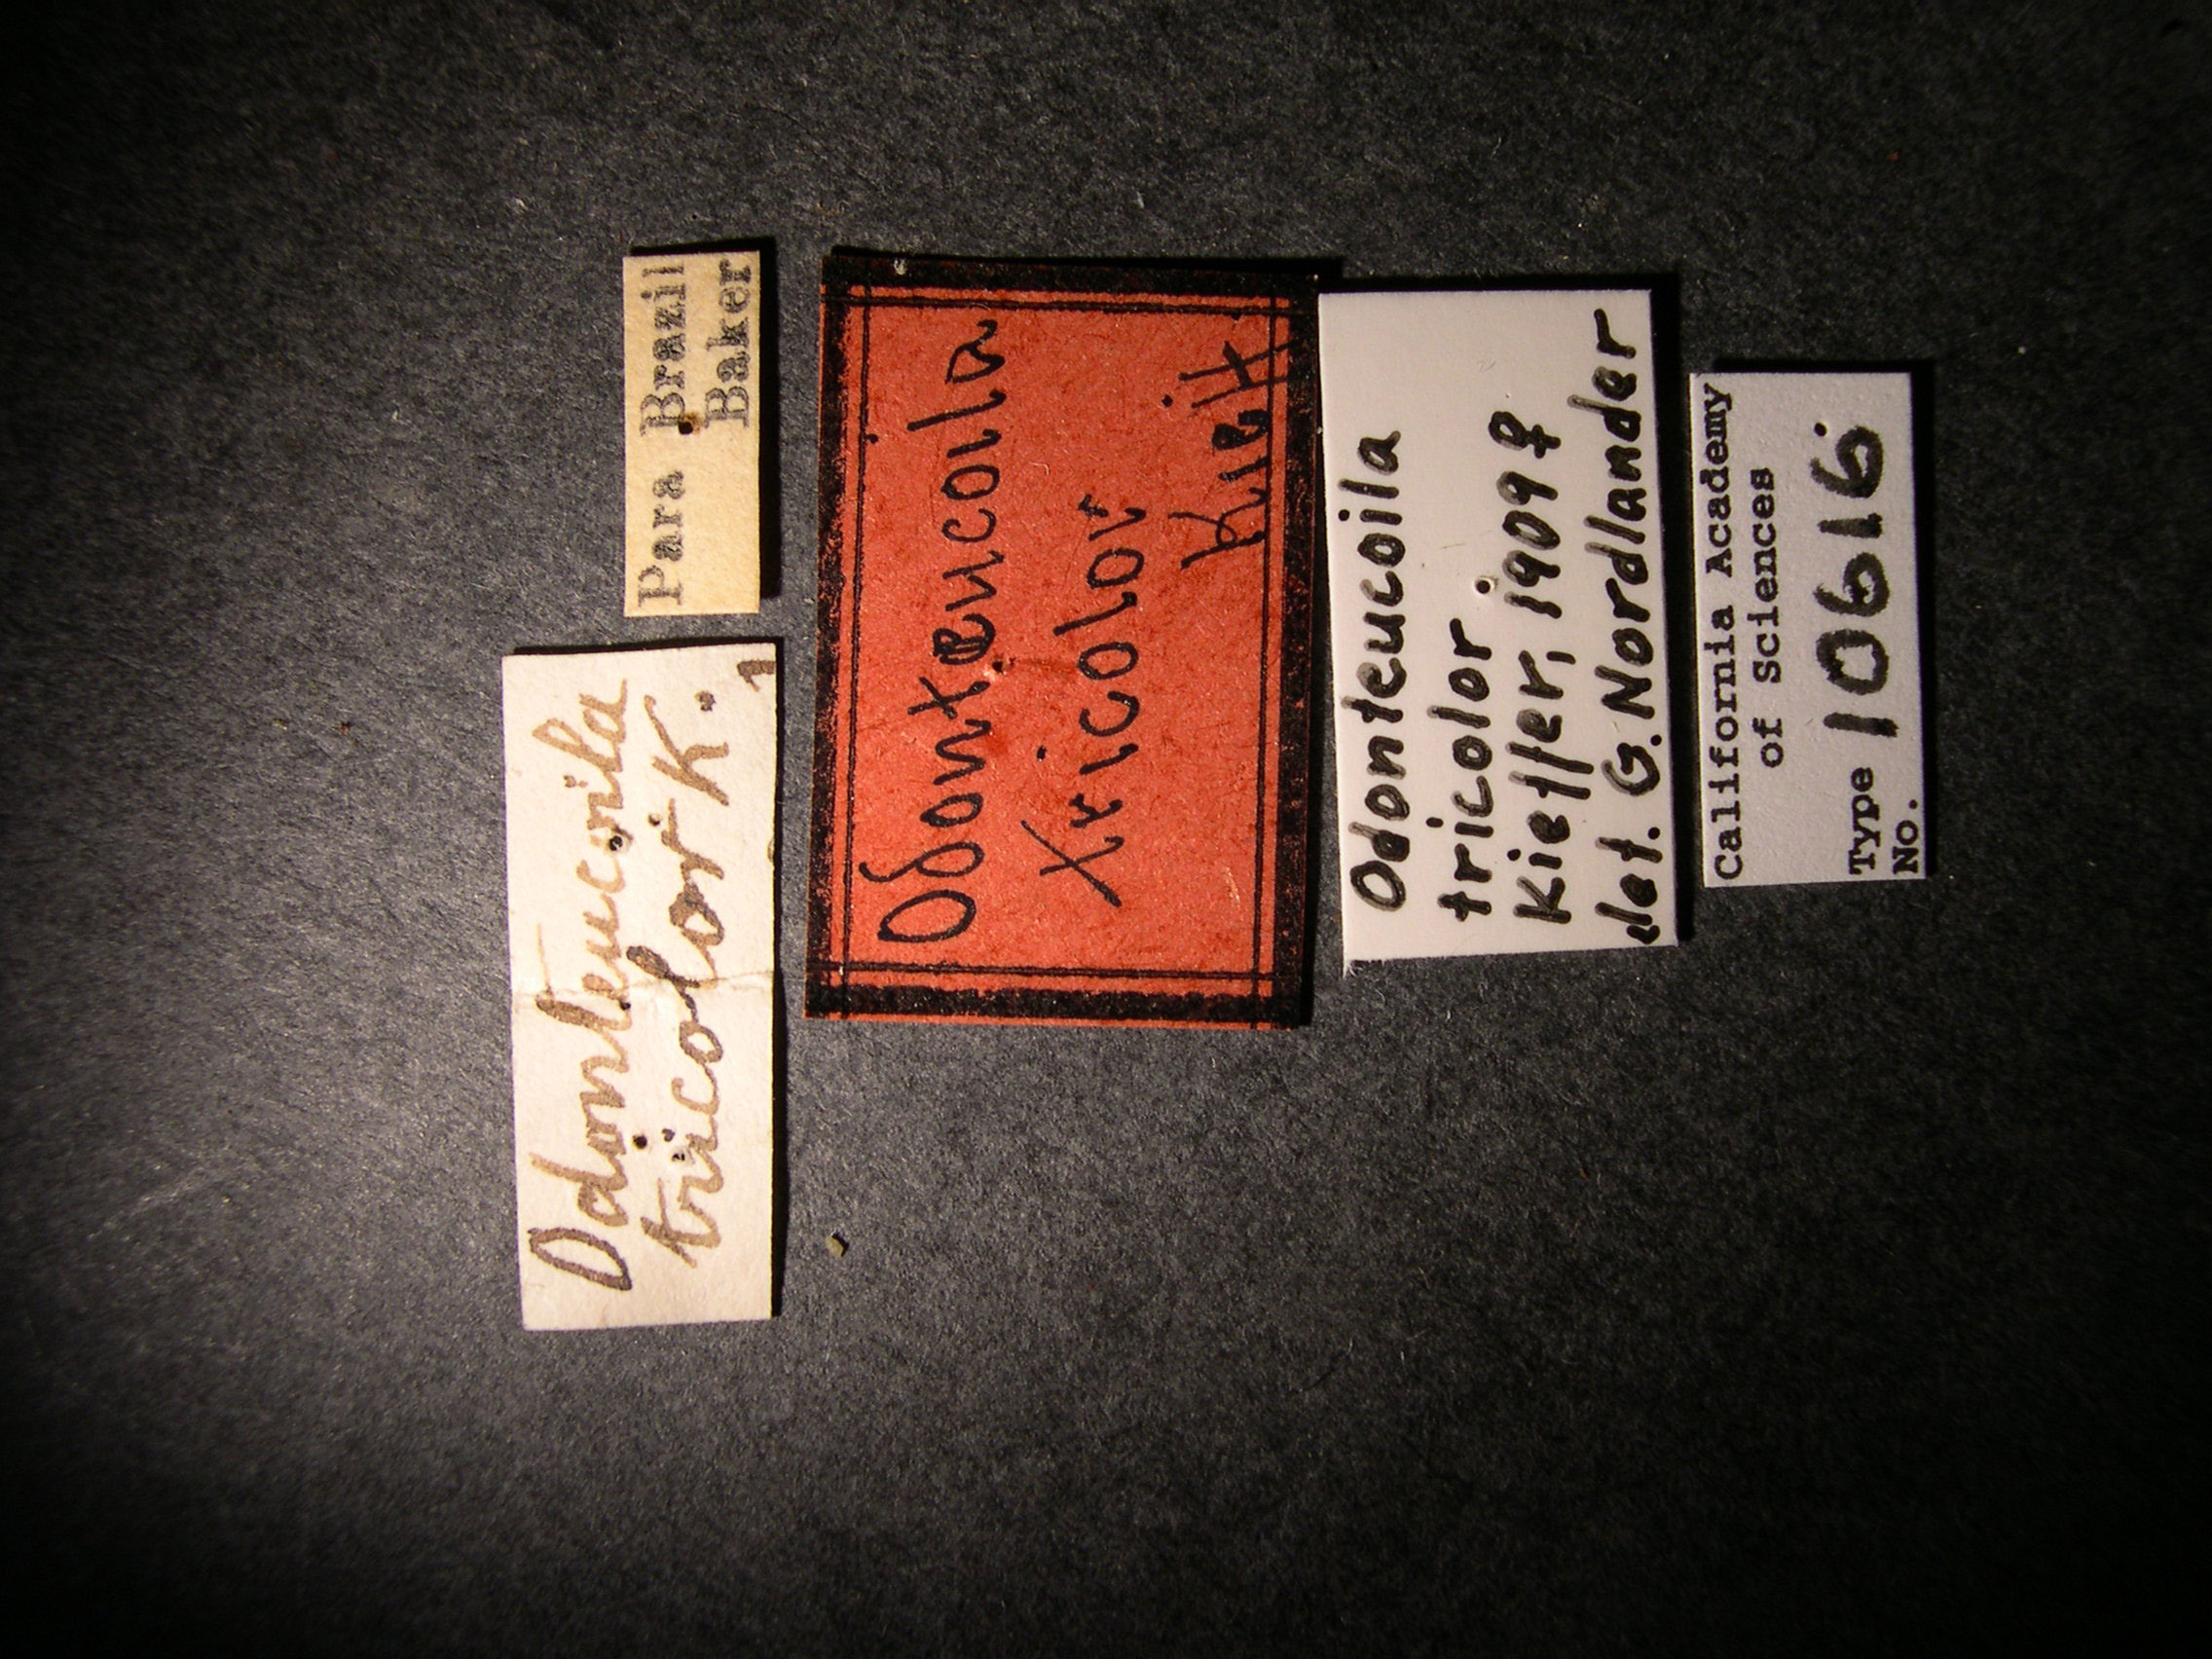 Para Brazil
Baker
Odonteucoila
tricolor K.
Odonteucoila
tricolor
Kieff
Odonteucoila
tricolor
Kieffer, 1909 ♀
det. G. Nordlander
California Academy
of Sciences
Type
No. 10616.